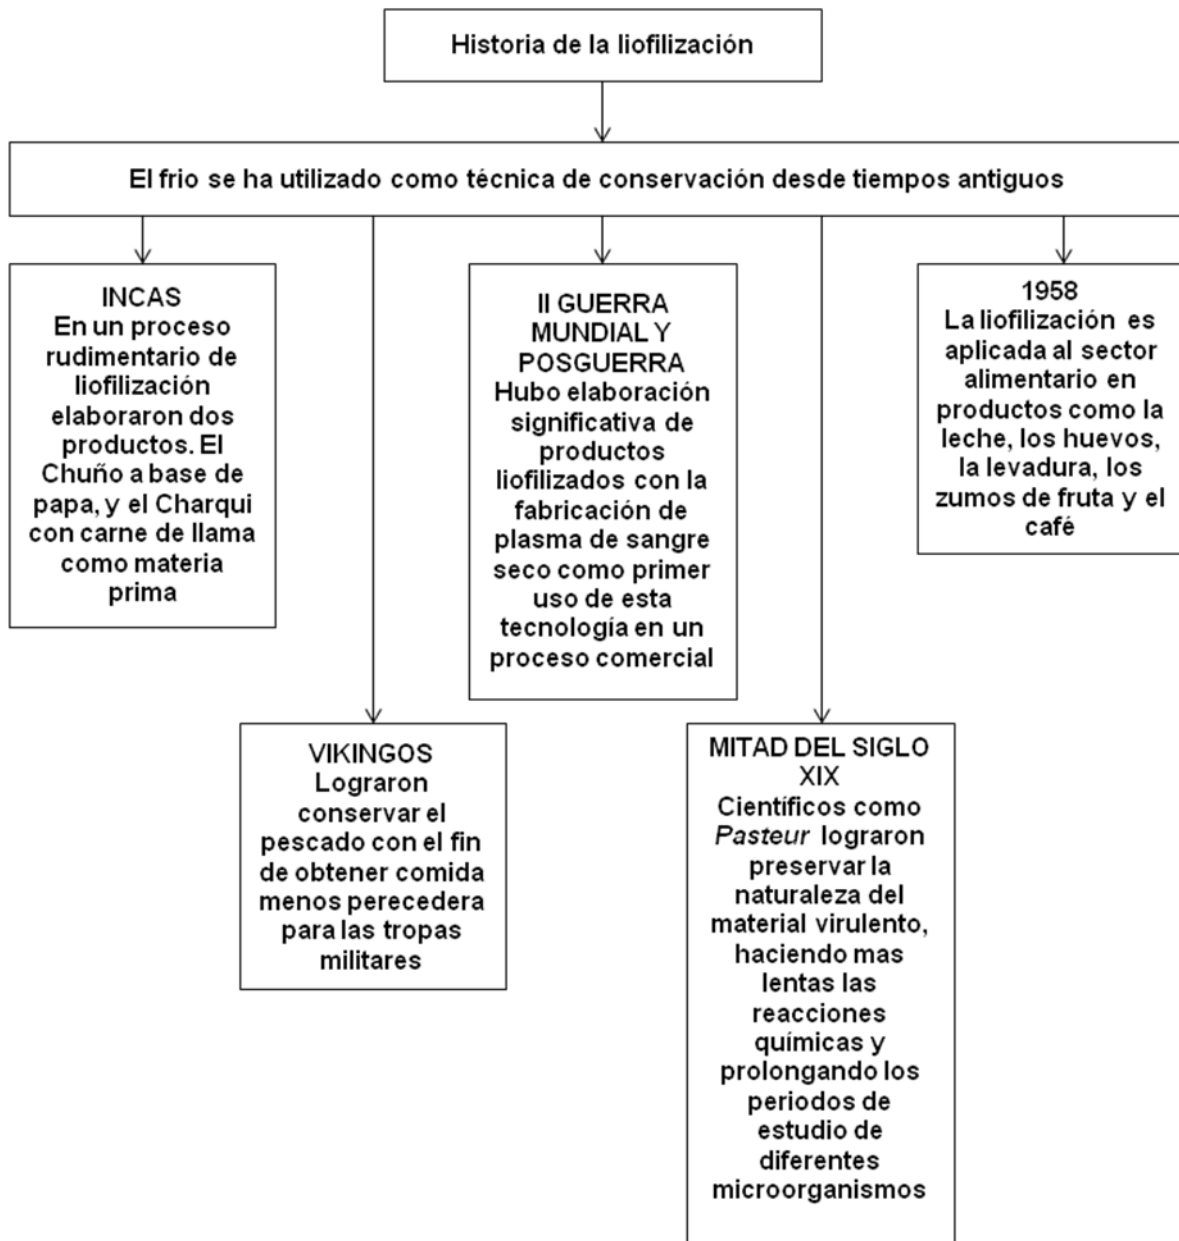 Historia de la liofilización
El frio se ha utilizado como técnica de conservación desde tiempos antiguos
INCAS
En un proceso
rudimentario de
liofilización
elaboraron dos
productos. El
Chuño a base de
papa, y el Charqui
con carne de llama
como materia
prima
II GUERRA
MUNDIAL Y
POSGUERRA
Hubo elaboración
significativa de
productos
liofilizados con la
fabricación de
plasma de sangre
seco como primer
uso de esta
tecnología en un
proceso comercial
1958
La liofilización es
aplicada al sector
alimentario en
productos como la
leche, los huevos,
la levadura, los
zumos de fruta y el
café
VIKINGOS
Lograron
conservar el
pescado con el fin
de obtener comida
menos perecedera
para las tropas
militares
MITAD DEL SIGLO
XIX
Científicos como
Pasteur lograron
preservar la
naturaleza del
material virulento,
haciendo mas
lentas las
reacciones
químicas y
prolongando los
periodos de
estudio de
diferentes
microorganismos